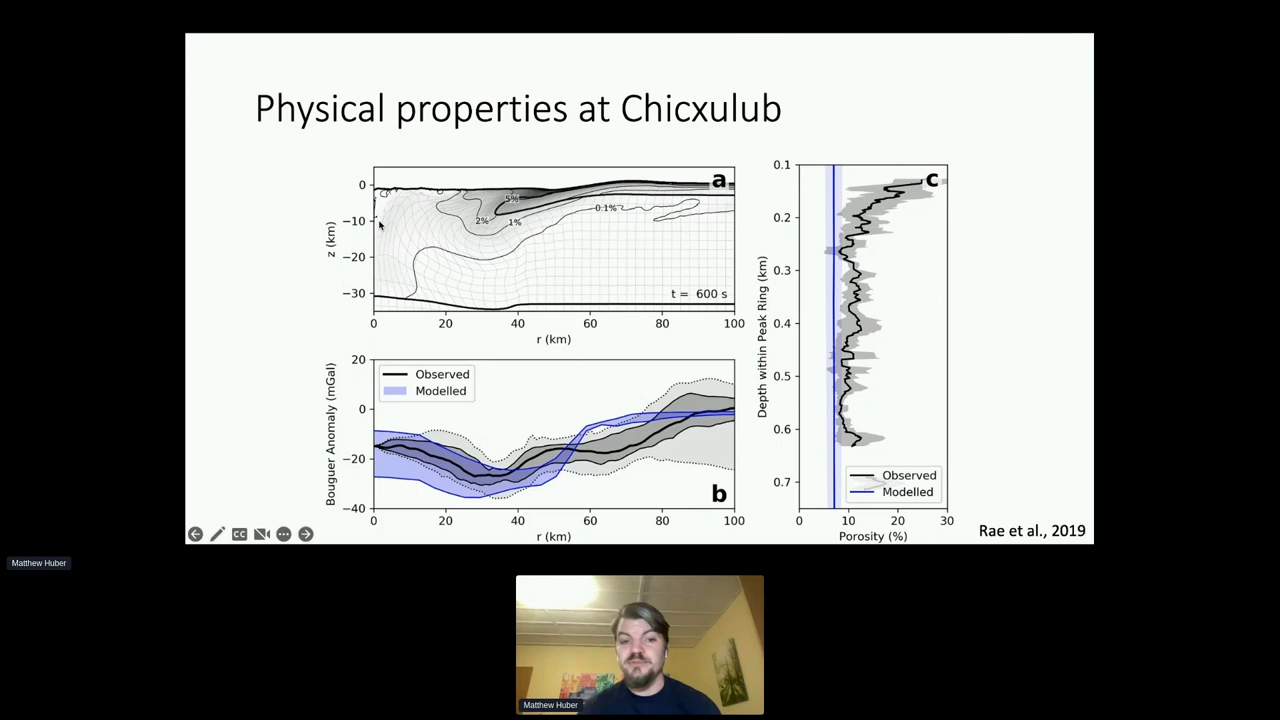 Physical properties at Chicxulub
a
0
−10
−20
−30
z (km)
5%
2%
1%
0.1%
t = 600 s
0 20 40 60 80 100
r (km)
b
20
0
−20
−40
Bouguer Anomaly (mGal)
Observed
Modelled
0 20 40 60 80 100
r (km)
c
0.1
0.2
0.3
0.4
0.5
0.6
0.7
Depth within Peak Ring (km)
Observed
Modelled
0 10 20 30
Porosity (%)
Rae et al., 2019
CC
Matthew Huber
Matthew Huber